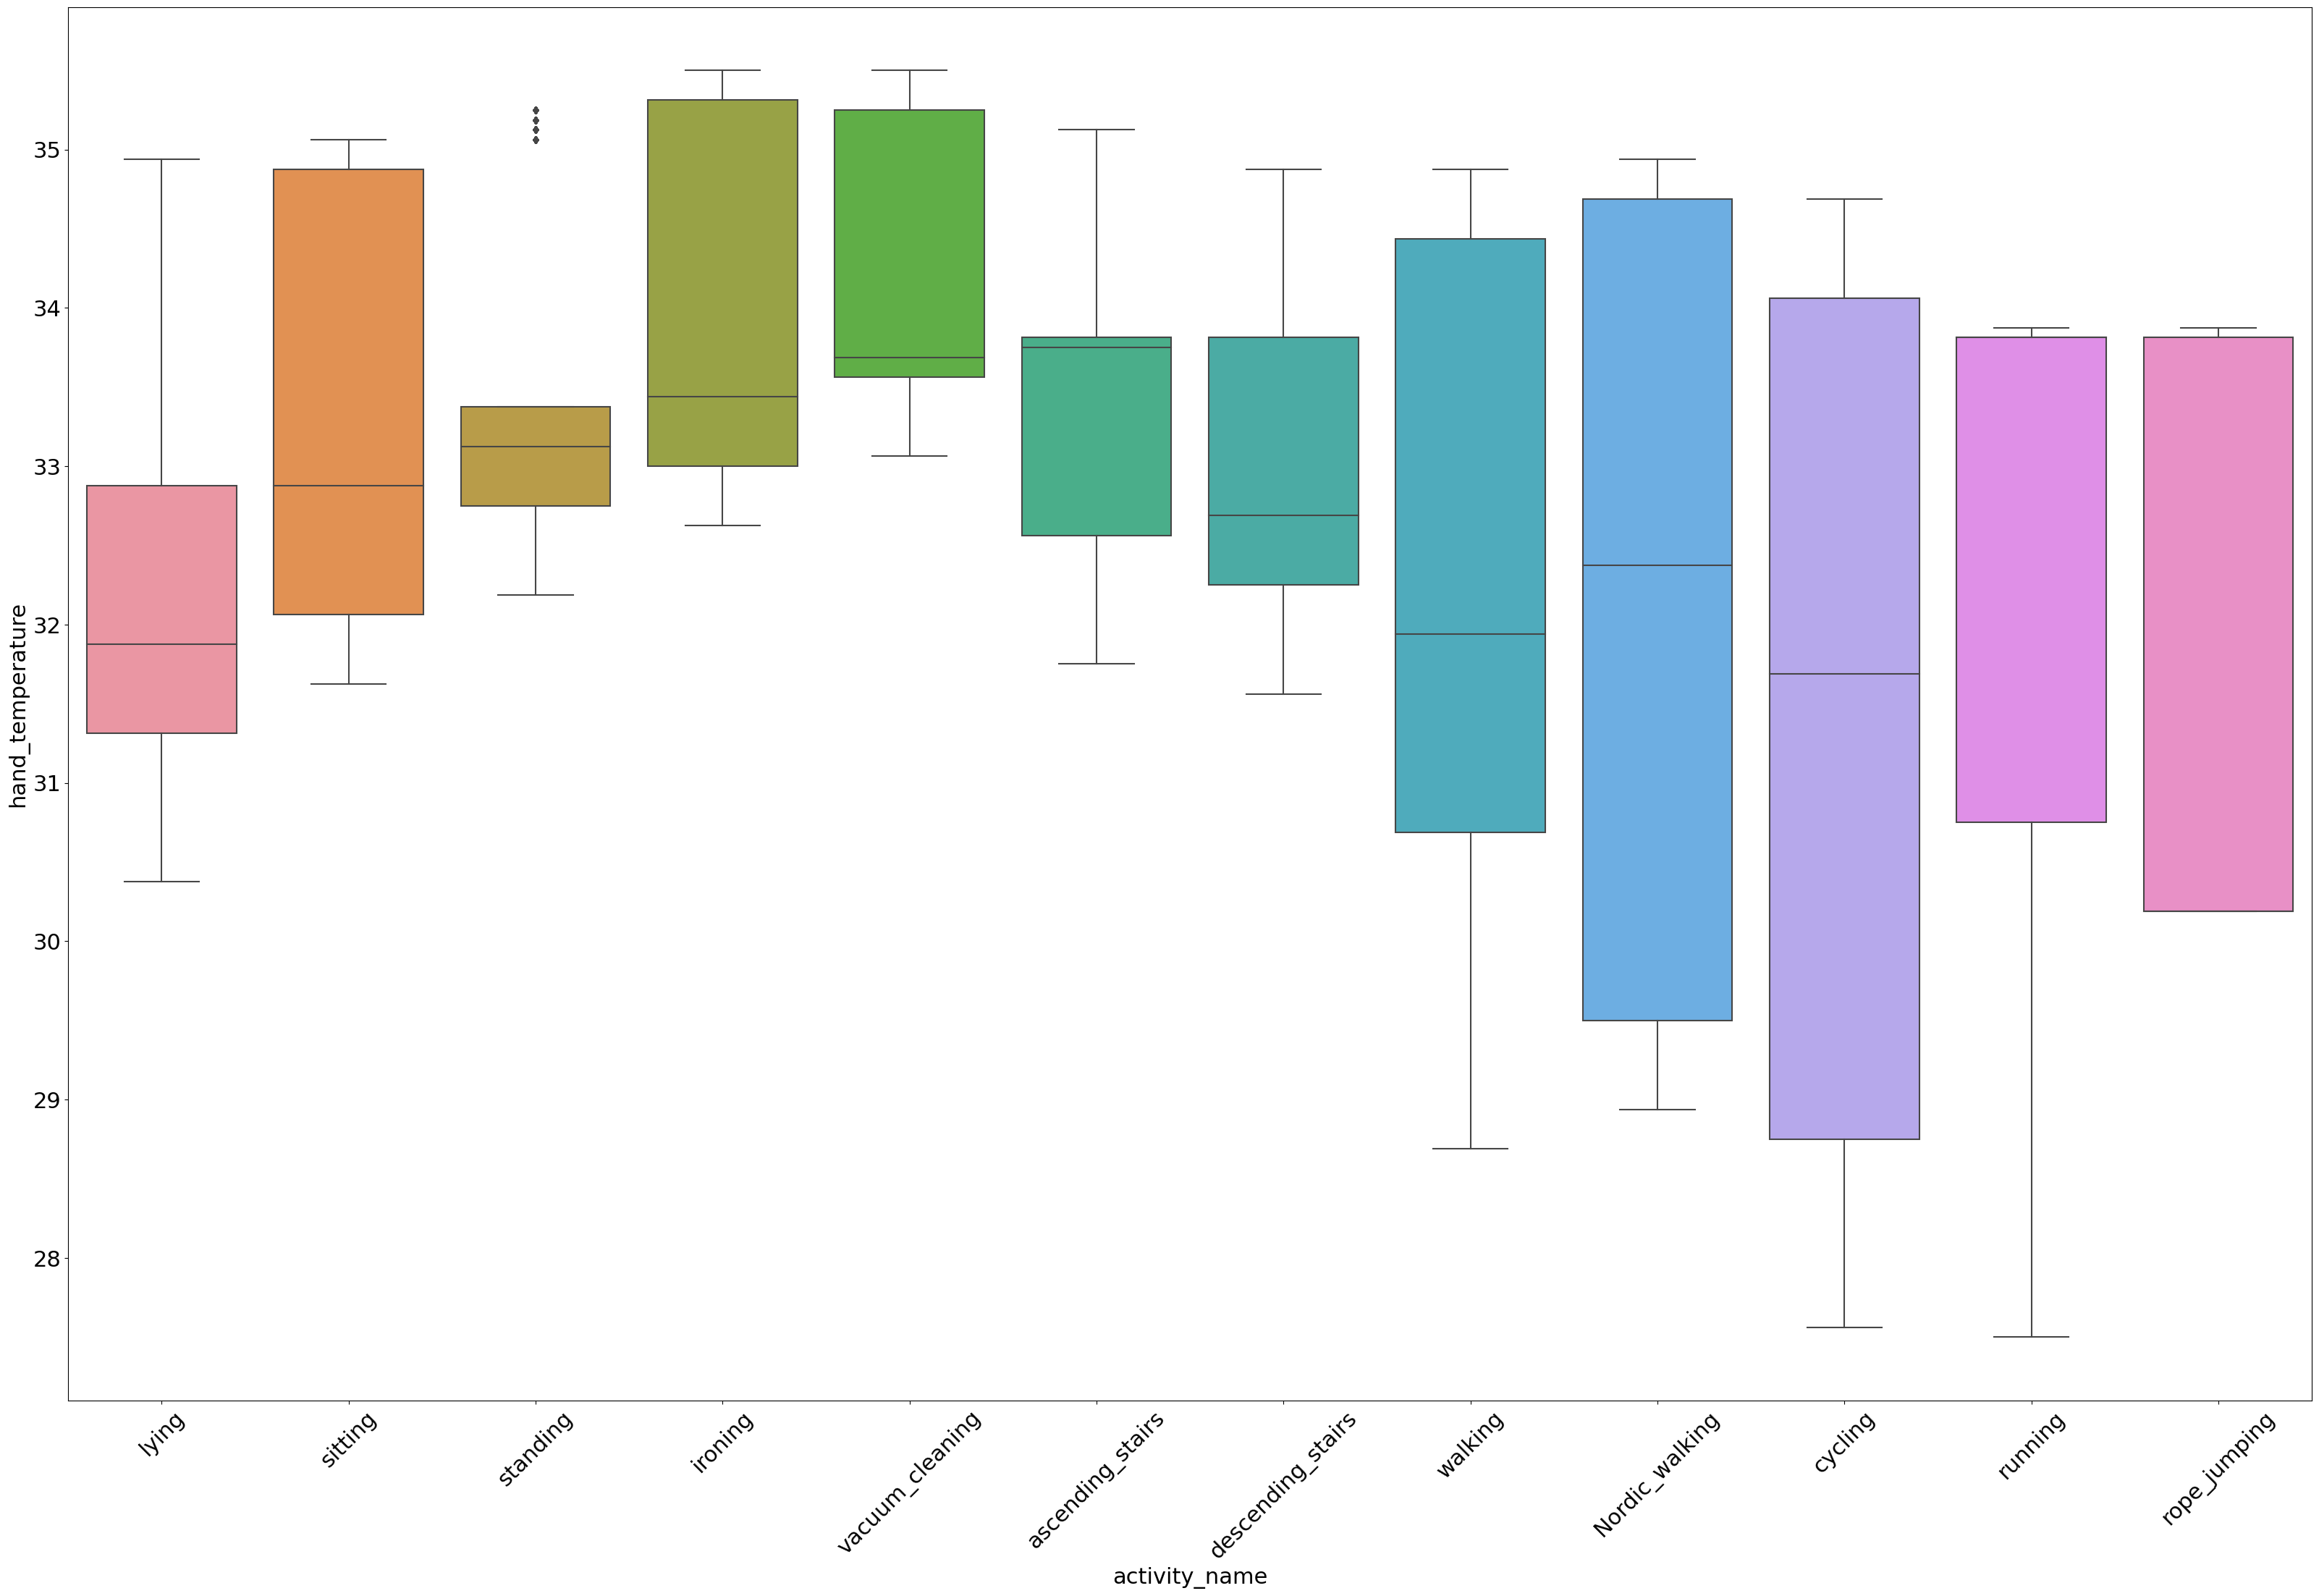 hand_temperature
35
34
33
32
31
30
29
28
lying
sitting
standing
ironing
vacuum_cleaning
ascending_stairs
descending_stairs
walking
Nordic_walking
cycling
running
rope_jumping
activity_name